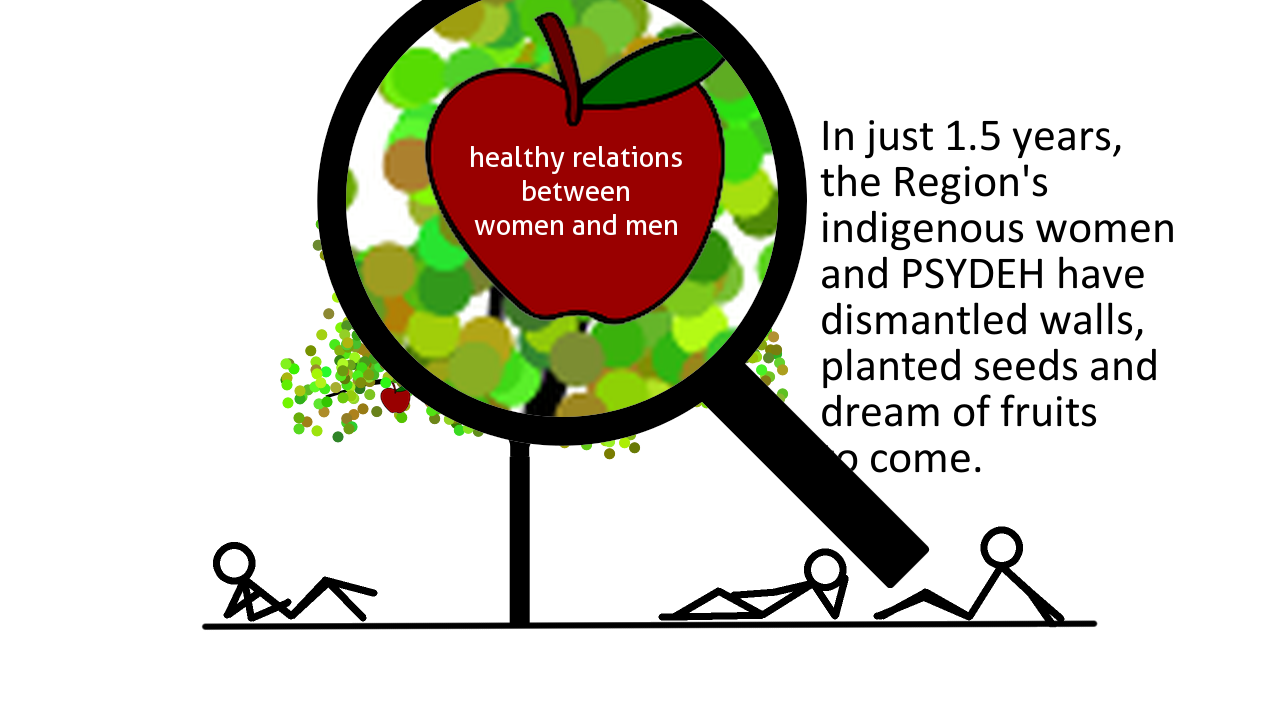 healthy relations
between
women and men
In just 1.5 years,
the Region's
indigenous women
and PSYDEH have
dismantled walls,
planted seeds and
dream of fruits
to come.